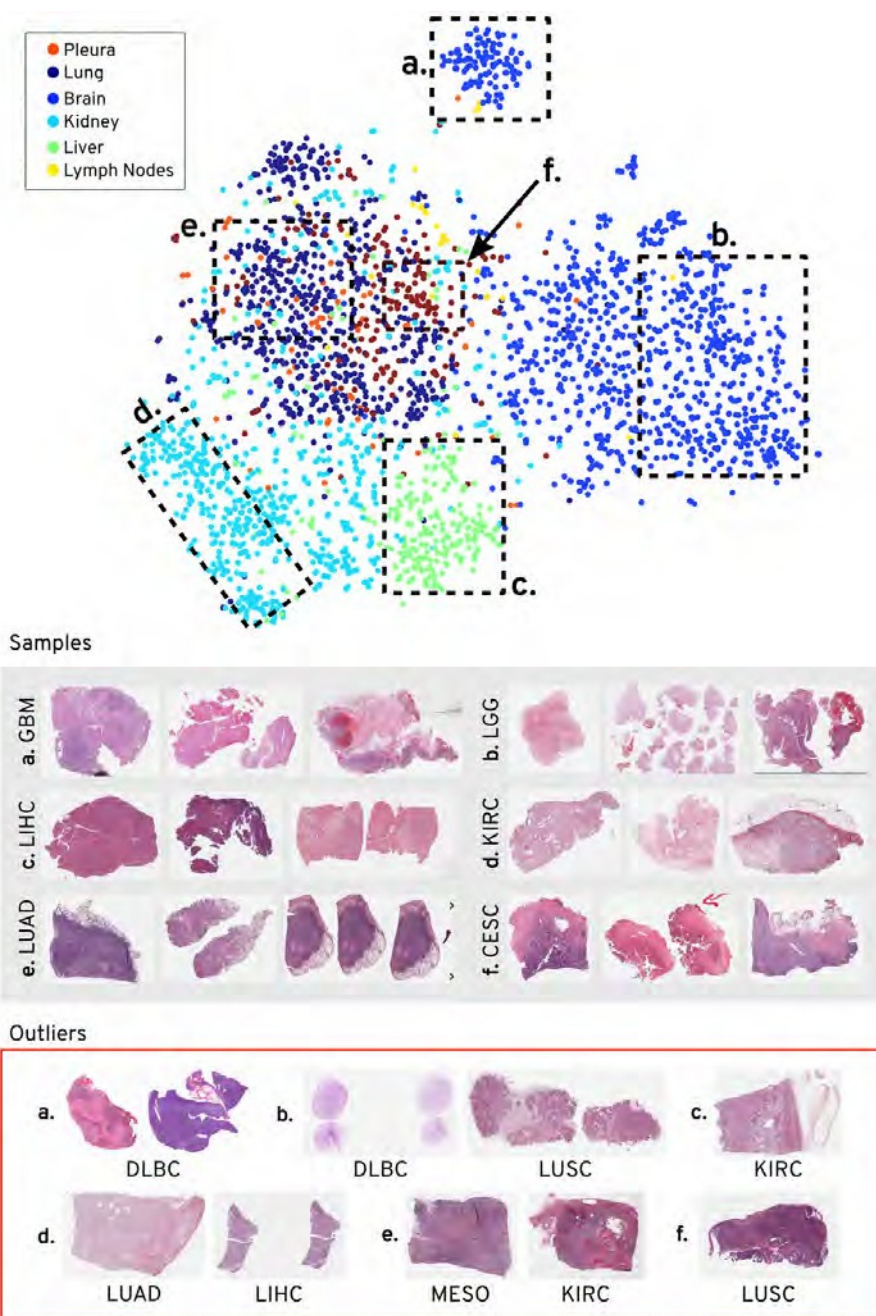 Pleura
Lung
Brain
Kidney
Liver
Lymph Nodes
a.
f.
e.
b.
d.
c.
Samples
a. GBM
b. LGG
c. LIHC
d. KIRC
e. LUAD
f. CESC
Outliers
a.
b.
c.
DLBC
DLBC
LUSC
KIRC
d.
e.
f.
LUAD
LIHC
MESO
KIRC
LUSC